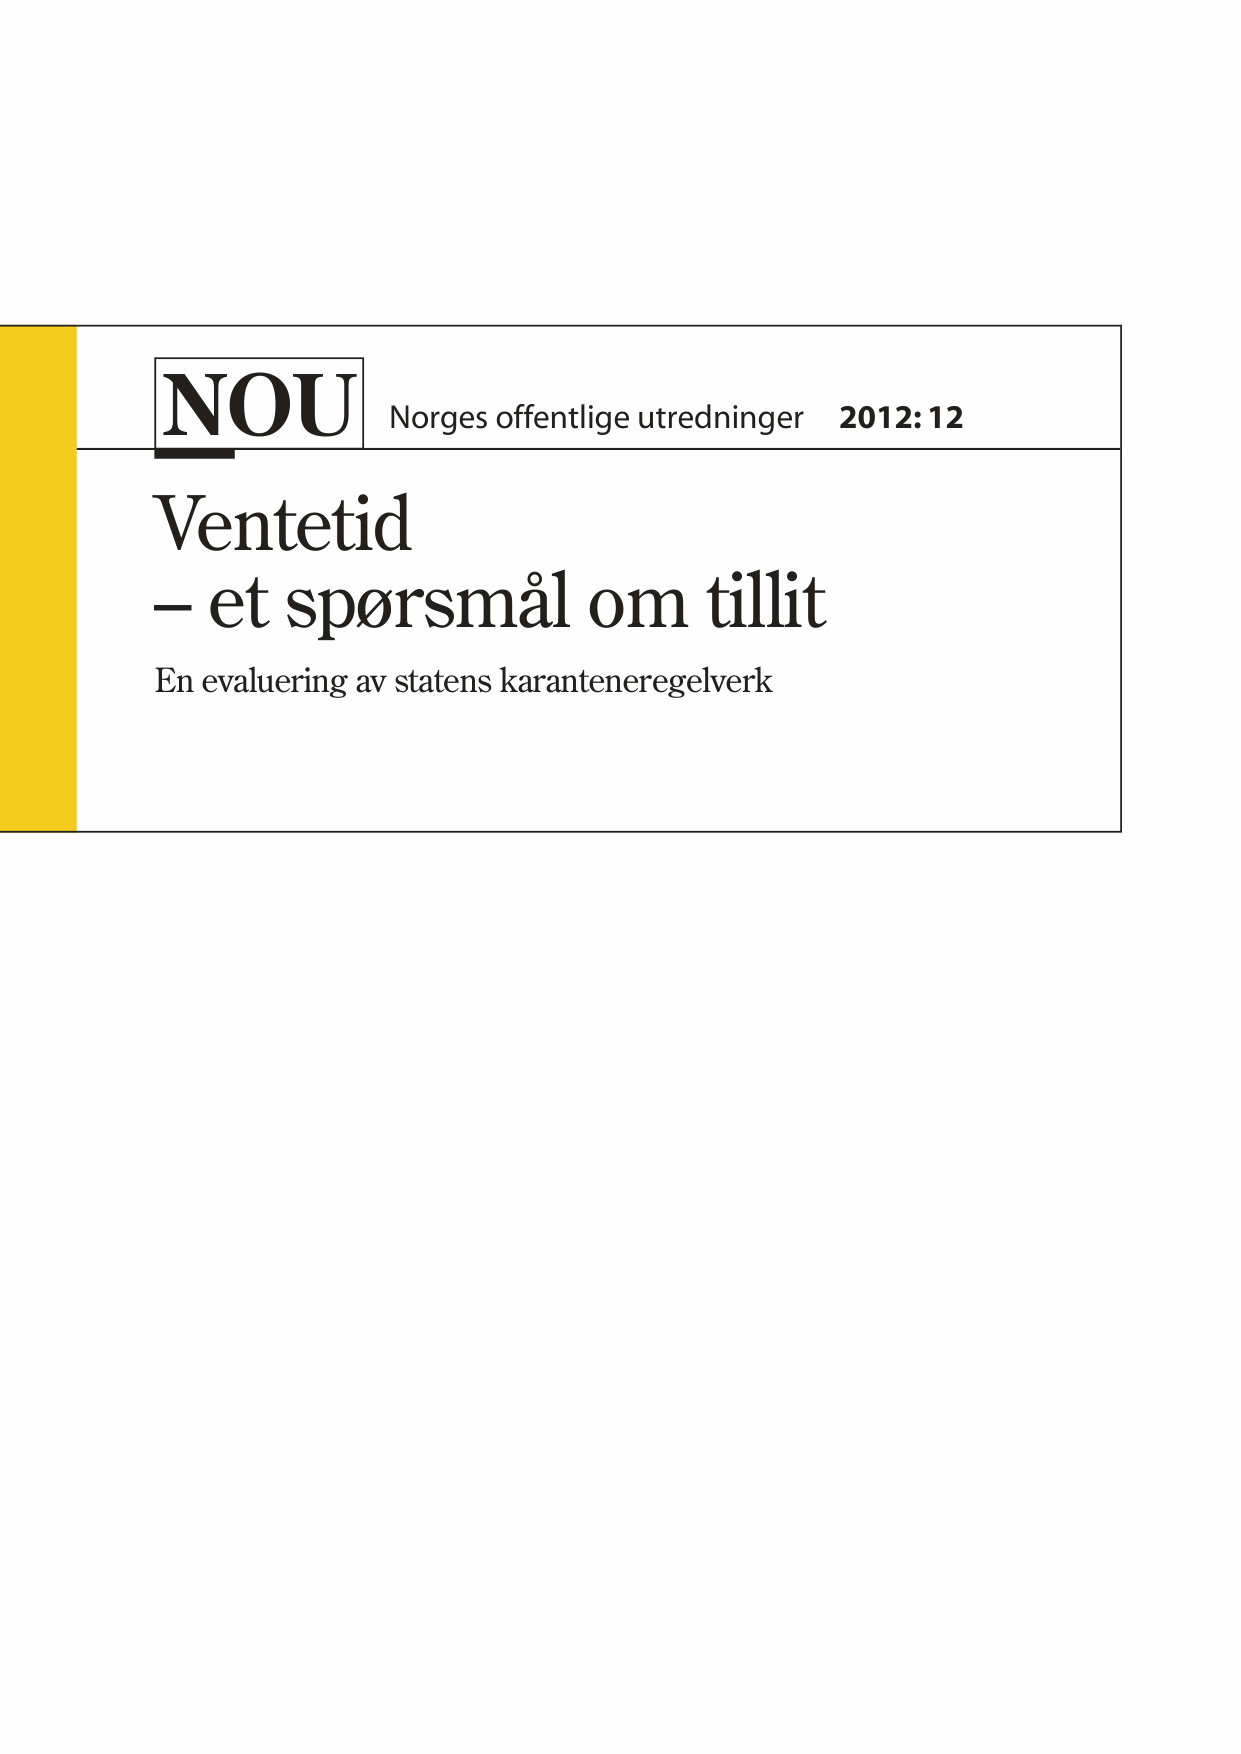 NOU Norges offentlige utredninger 2012: 12
Ventetid
– et spørsmål om tillit
En evaluering av statens karanteneregelverk